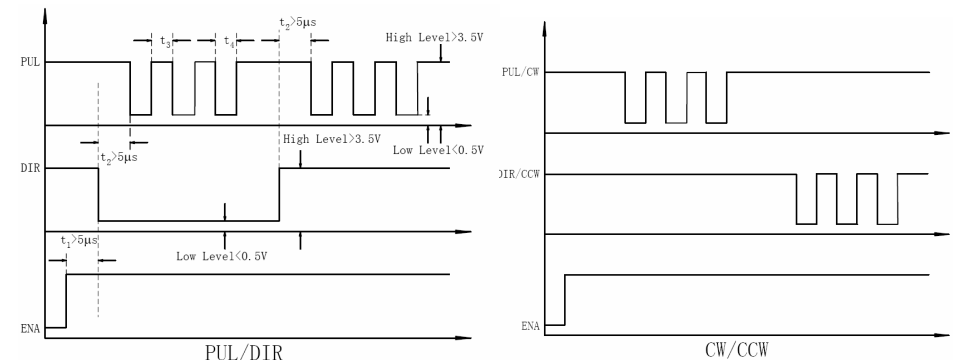 t₂>5µs
t₃
t₄
High Level>3.5V
PUL
High Level>3.5V
Low Level<0.5V
t₂>5µs
DIR
t₁>5µs
Low Level<0.5V
ENA
PUL/DIR
PUL/CW
DIR/CCW
ENA
CW/CCW